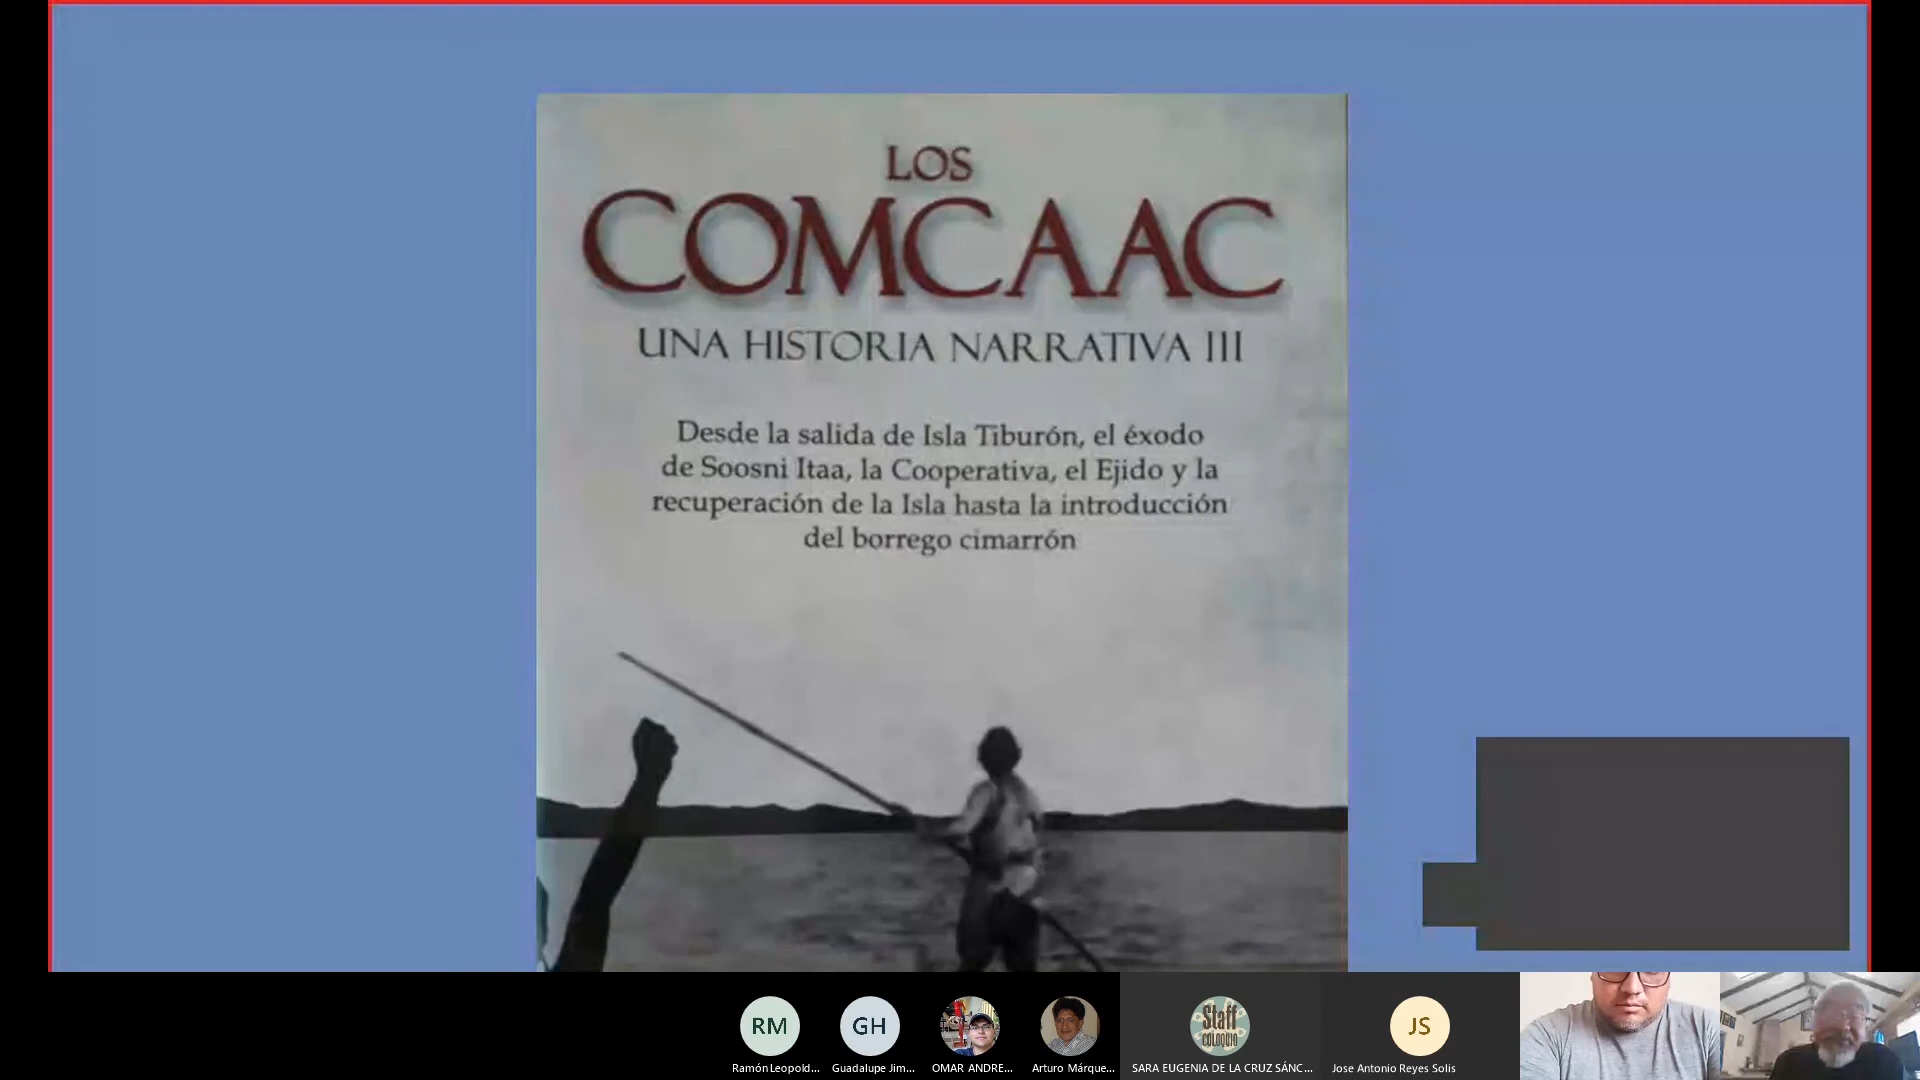 LOS
COMCAAC
UNA HISTORIA NARRATIVA III
Desde la salida de Isla Tiburón, el éxodo
de Soosni Itaa, la Cooperativa, el Ejido y la
recuperación de la Isla hasta la introducción
del borrego cimarrón
RM
GH
Staff
COLOQUIO
JS
Ramón Leopold...
Guadalupe Jim...
OMAR ANDRE...
Arturo Márque...
SARA EUGENIA DE LA CRUZ SÁNC...
Jose Antonio Reyes Solis